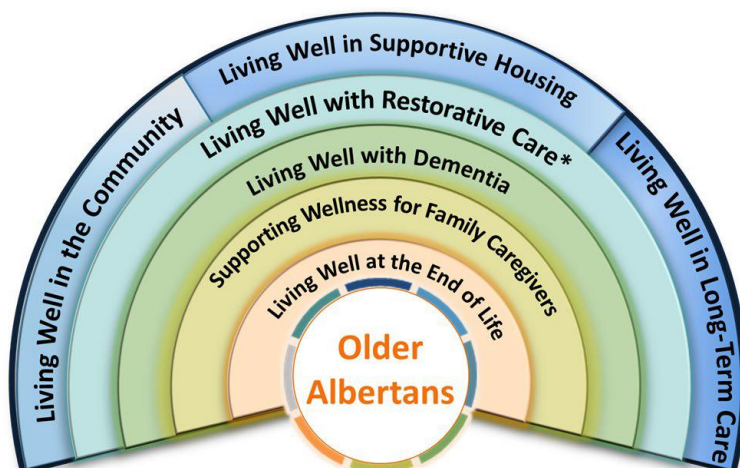 Living Well in the Community
Living Well in Supportive Housing
Living Well in Long-Term Care
Living Well with Restorative Care*
Living Well with Dementia
Supporting Wellness for Family Caregivers
Living Well at the End of Life
Older
Albertans